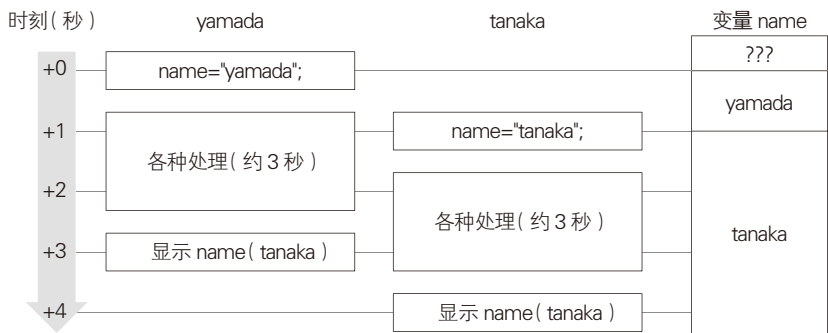 时刻(秒) yamada tanaka 变量 name
???
+0 name="yamada";
yamada
+1 name="tanaka";
各种处理(约3秒)
+2
各种处理(约3秒)
tanaka
+3 显示 name(tanaka)
+4 显示 name(tanaka)